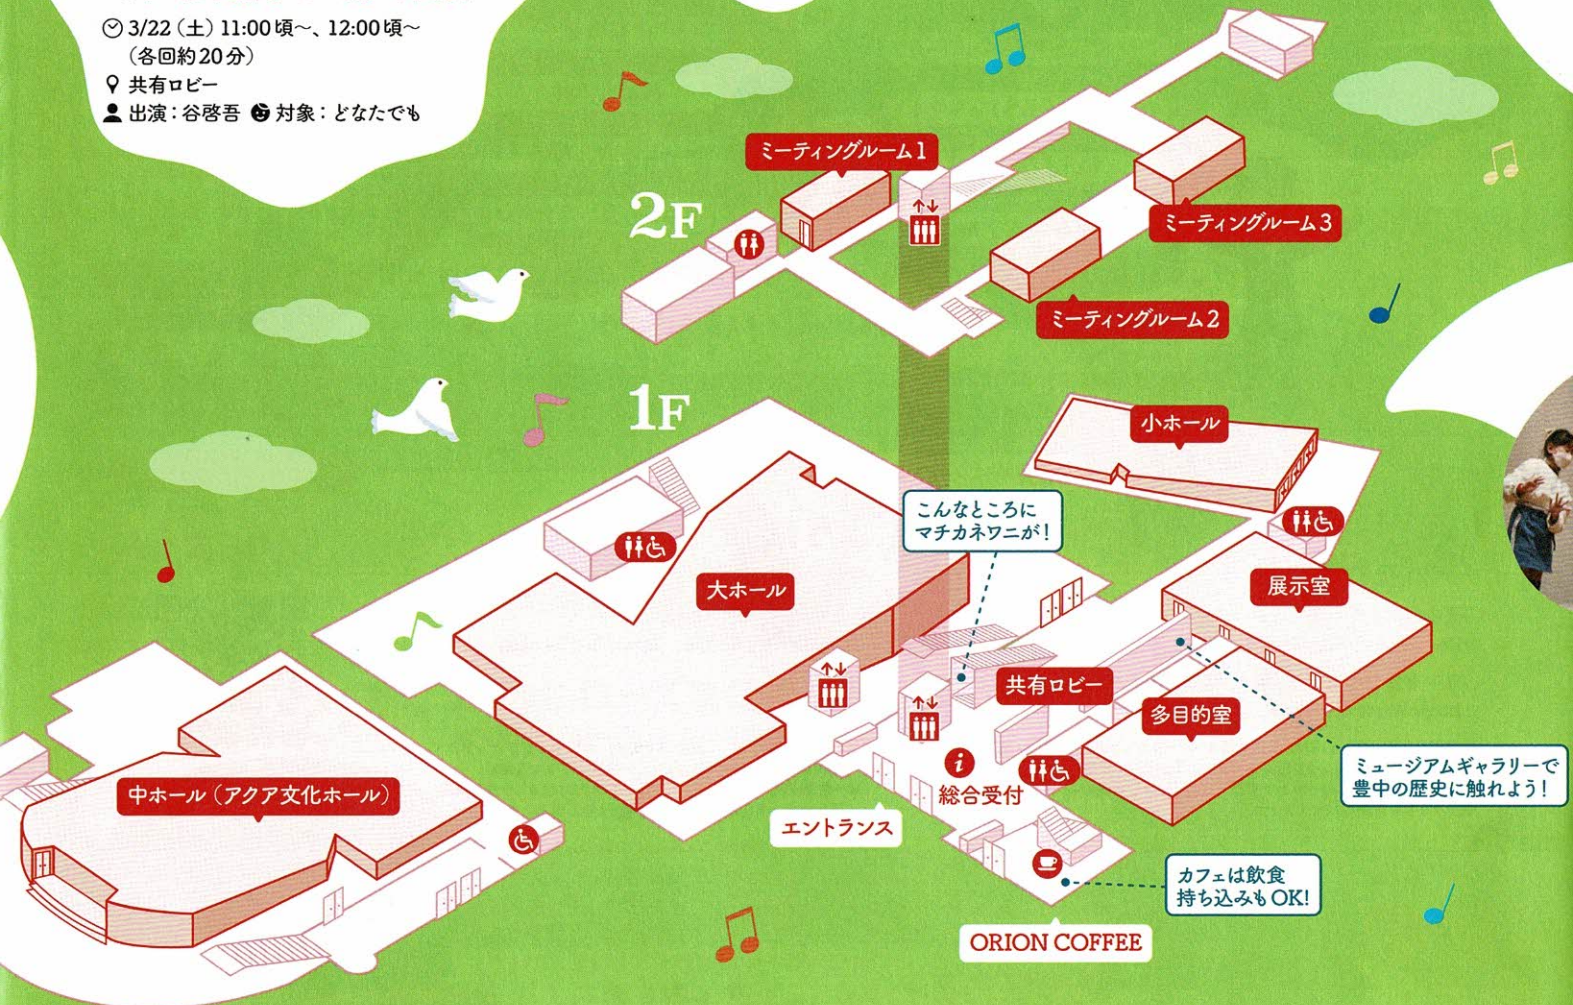 3/22（土）11:00頃～、12:00頃～
（各回約20分）
共有ロビー
出演：谷啓吾 対象：どなたでも
2F
ミーティングルーム1
ミーティングルーム3
ミーティングルーム2
1F
小ホール
こんなところに
マチカネワニが！
大ホール
展示室
共有ロビー
多目的室
ミュージアムギャラリーで
豊中の歴史に触れよう！
中ホール（アクア文化ホール）
i
総合受付
エントランス
カフェは飲食
持ち込みもOK!
ORION COFFEE